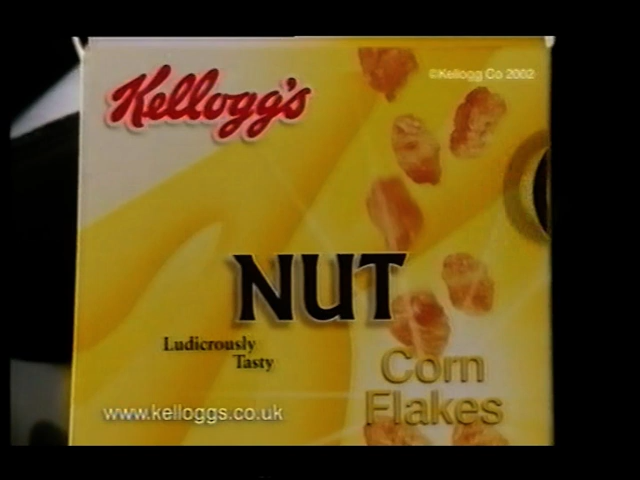 Kellogg's
©Kellogg Co 2002
NUT
Ludicrously
Tasty
Corn
Flakes
www.kelloggs.co.uk